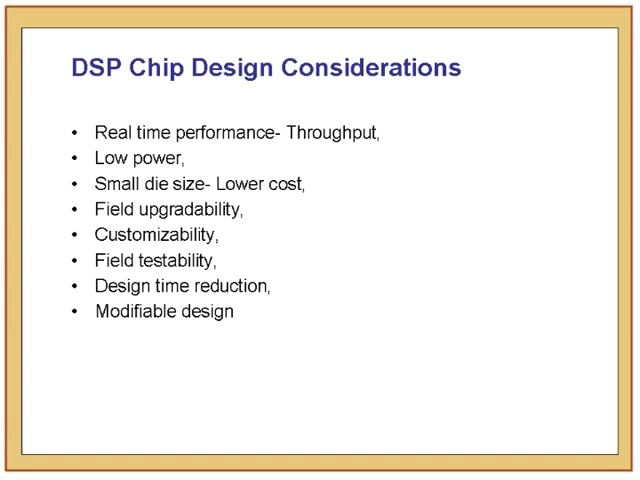 DSP Chip Design Considerations
• Real time performance- Throughput,
• Low power,
• Small die size- Lower cost,
• Field upgradability,
• Customizability,
• Field testability,
• Design time reduction,
• Modifiable design